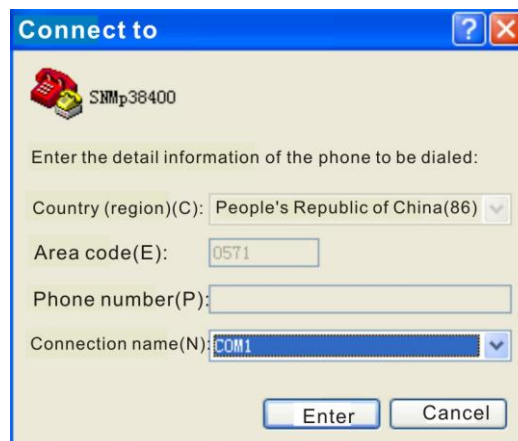 Connect to
SNMp38400
Enter the detail information of the phone to be dialed:
Country (region)(C): People's Republic of China(86)
Area code(E): 0571
Phone number(P):
Connection name(N): COM1
Enter Cancel